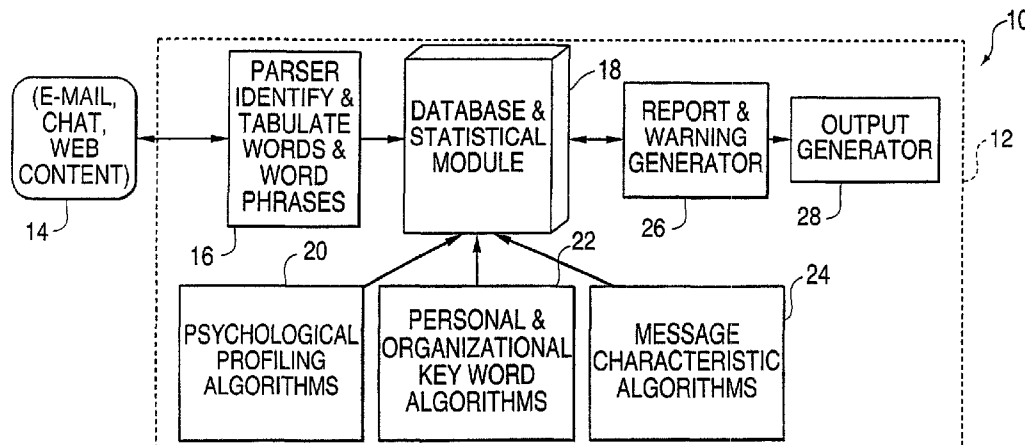 10
(E-MAIL,
CHAT,
WEB
CONTENT)
14
PARSER
IDENTIFY &
TABULATE
WORDS &
WORD
PHRASES
16
DATABASE &
STATISTICAL
MODULE
18
REPORT &
WARNING
GENERATOR
26
OUTPUT
GENERATOR
28
12
20
PSYCHOLOGICAL
PROFILING
ALGORITHMS
22
PERSONAL &
ORGANIZATIONAL
KEY WORD
ALGORITHMS
24
MESSAGE
CHARACTERISTIC
ALGORITHMS